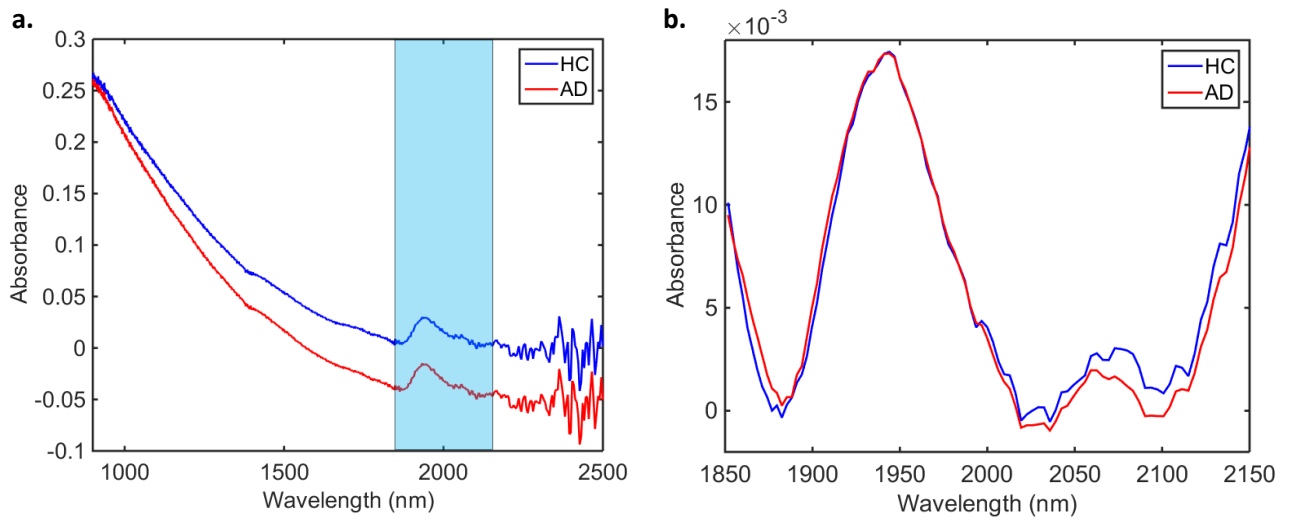 a.
0.3
0.25
0.2
0.15
0.1
0.05
0
-0.05
-0.1
Absorbance
1000 1500 2000 2500
Wavelength (nm)
HC
AD
b.
×10⁻³
15
10
5
0
Absorbance
1850 1900 1950 2000 2050 2100 2150
Wavelength (nm)
HC
AD